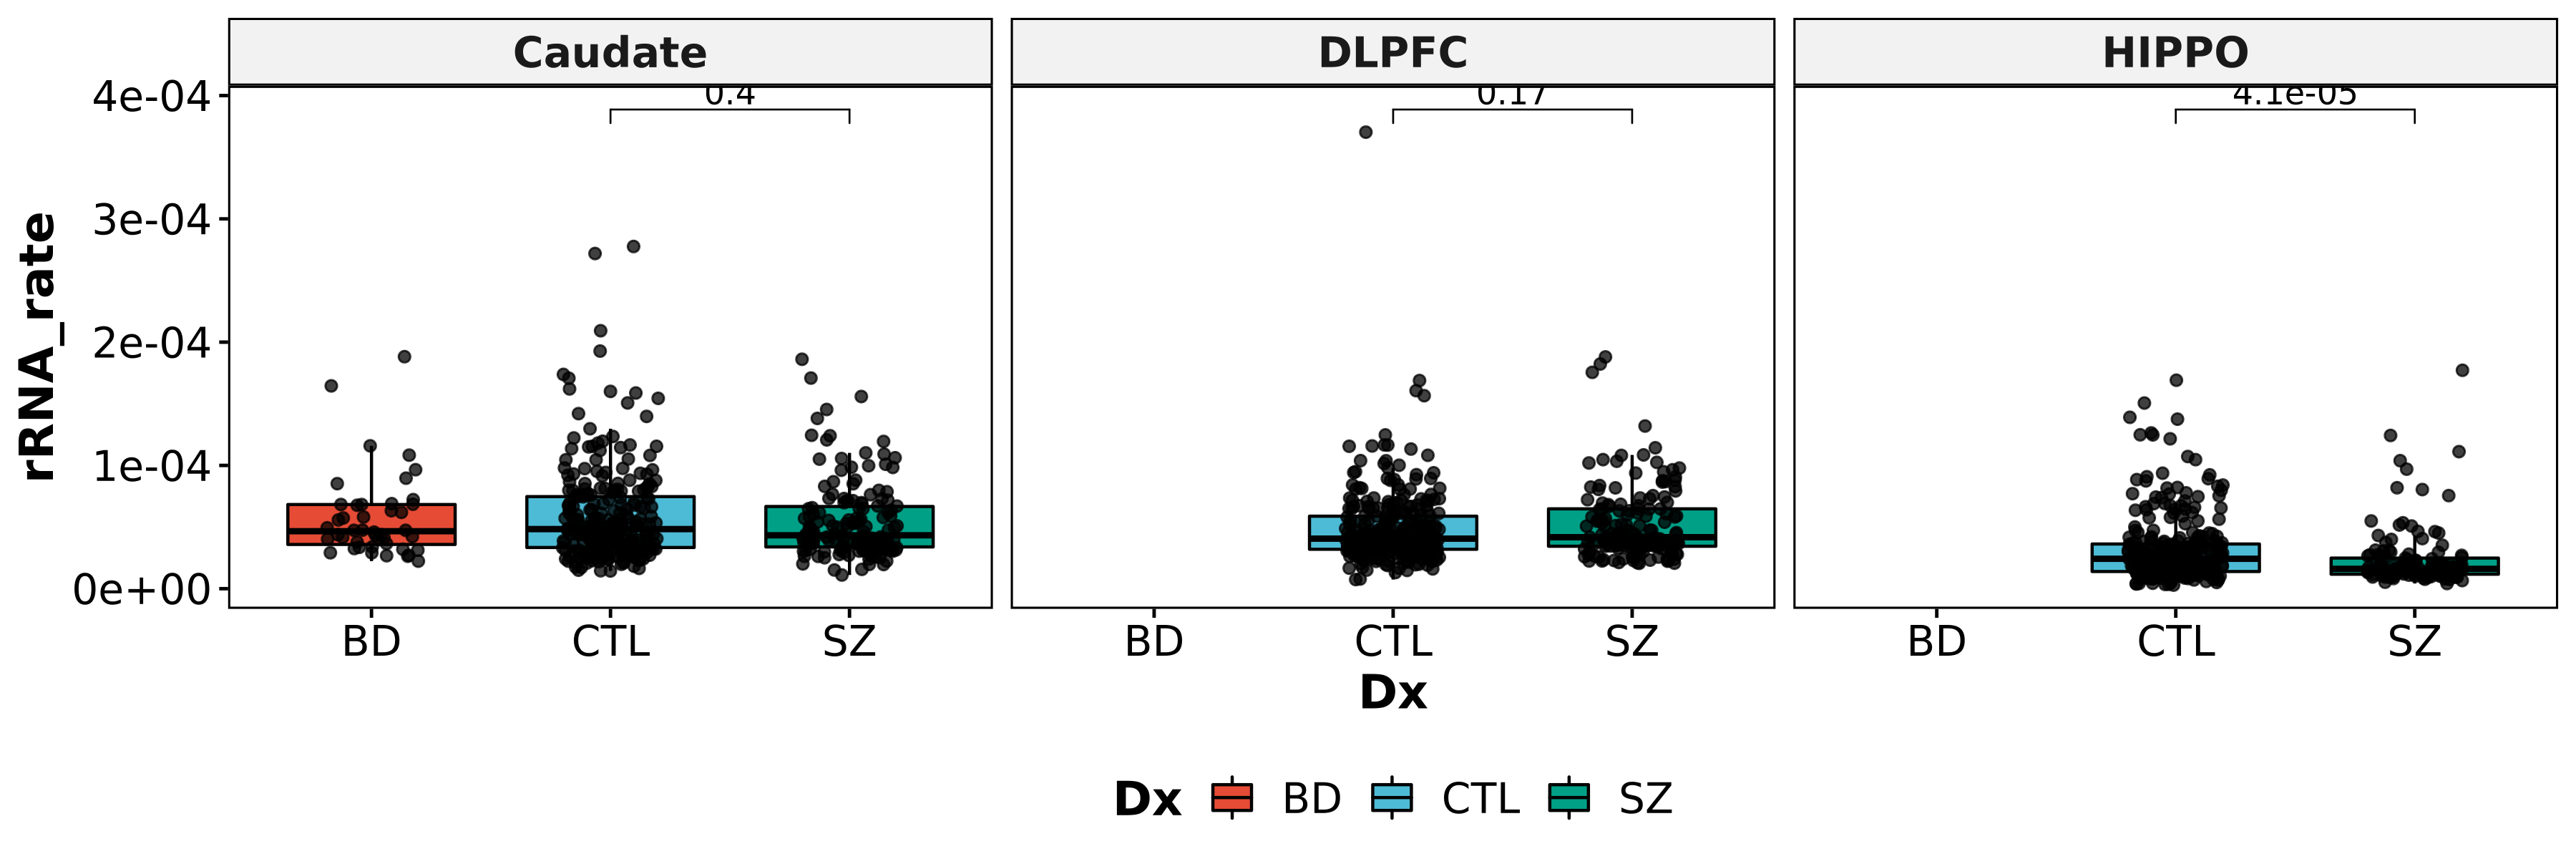 Caudate DLPFC HIPPO
0.4 0.17 4.1e-05
rRNA_rate
4e-04
3e-04
2e-04
1e-04
0e+00
BD CTL SZ BD CTL SZ BD CTL SZ
Dx
Dx BD CTL SZ